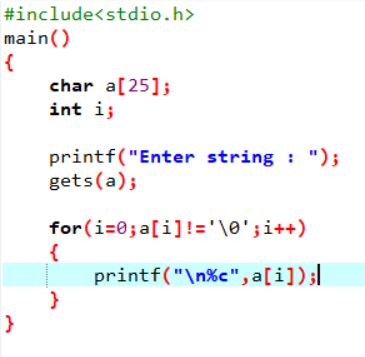 #include<stdio.h>
main()
{
    char a[25];
    int i;

    printf("Enter string : ");
    gets(a);

    for(i=0;a[i]!='\0';i++)
    {
        printf("\n%c",a[i]);
    }
}